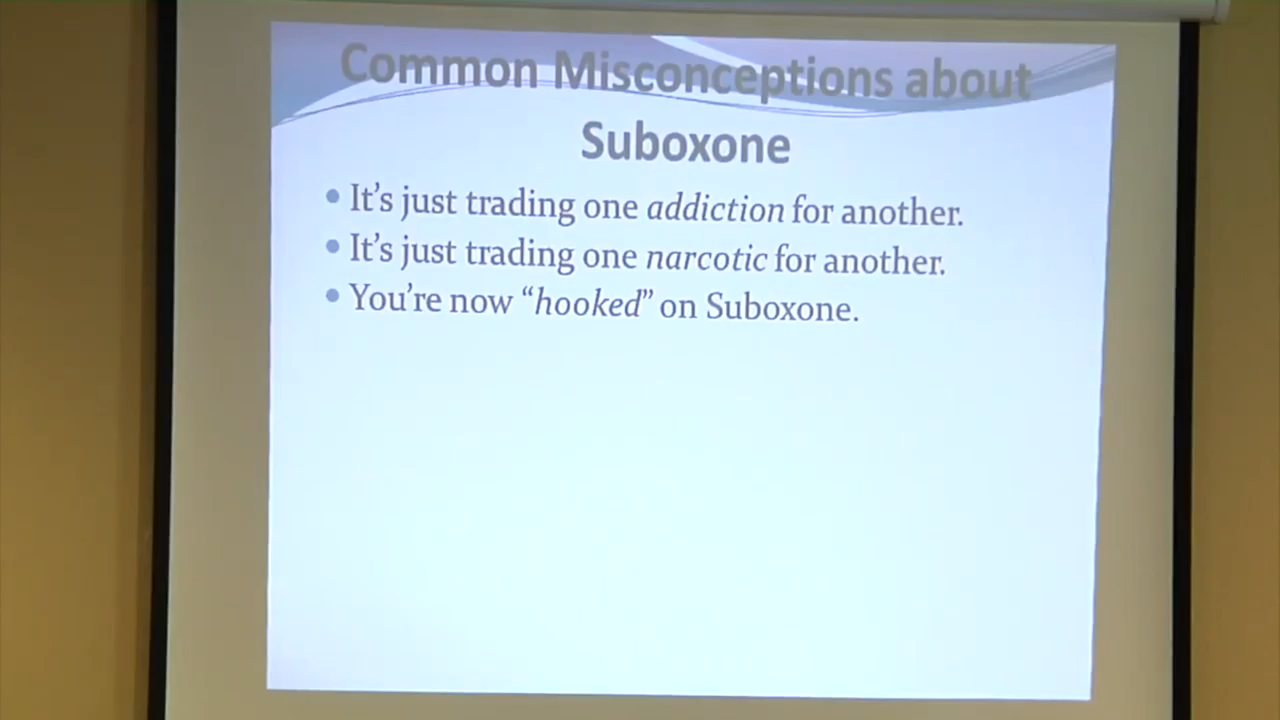 Common Misconceptions about
Suboxone
• It's just trading one addiction for another.
• It's just trading one narcotic for another.
• You're now “hooked” on Suboxone.